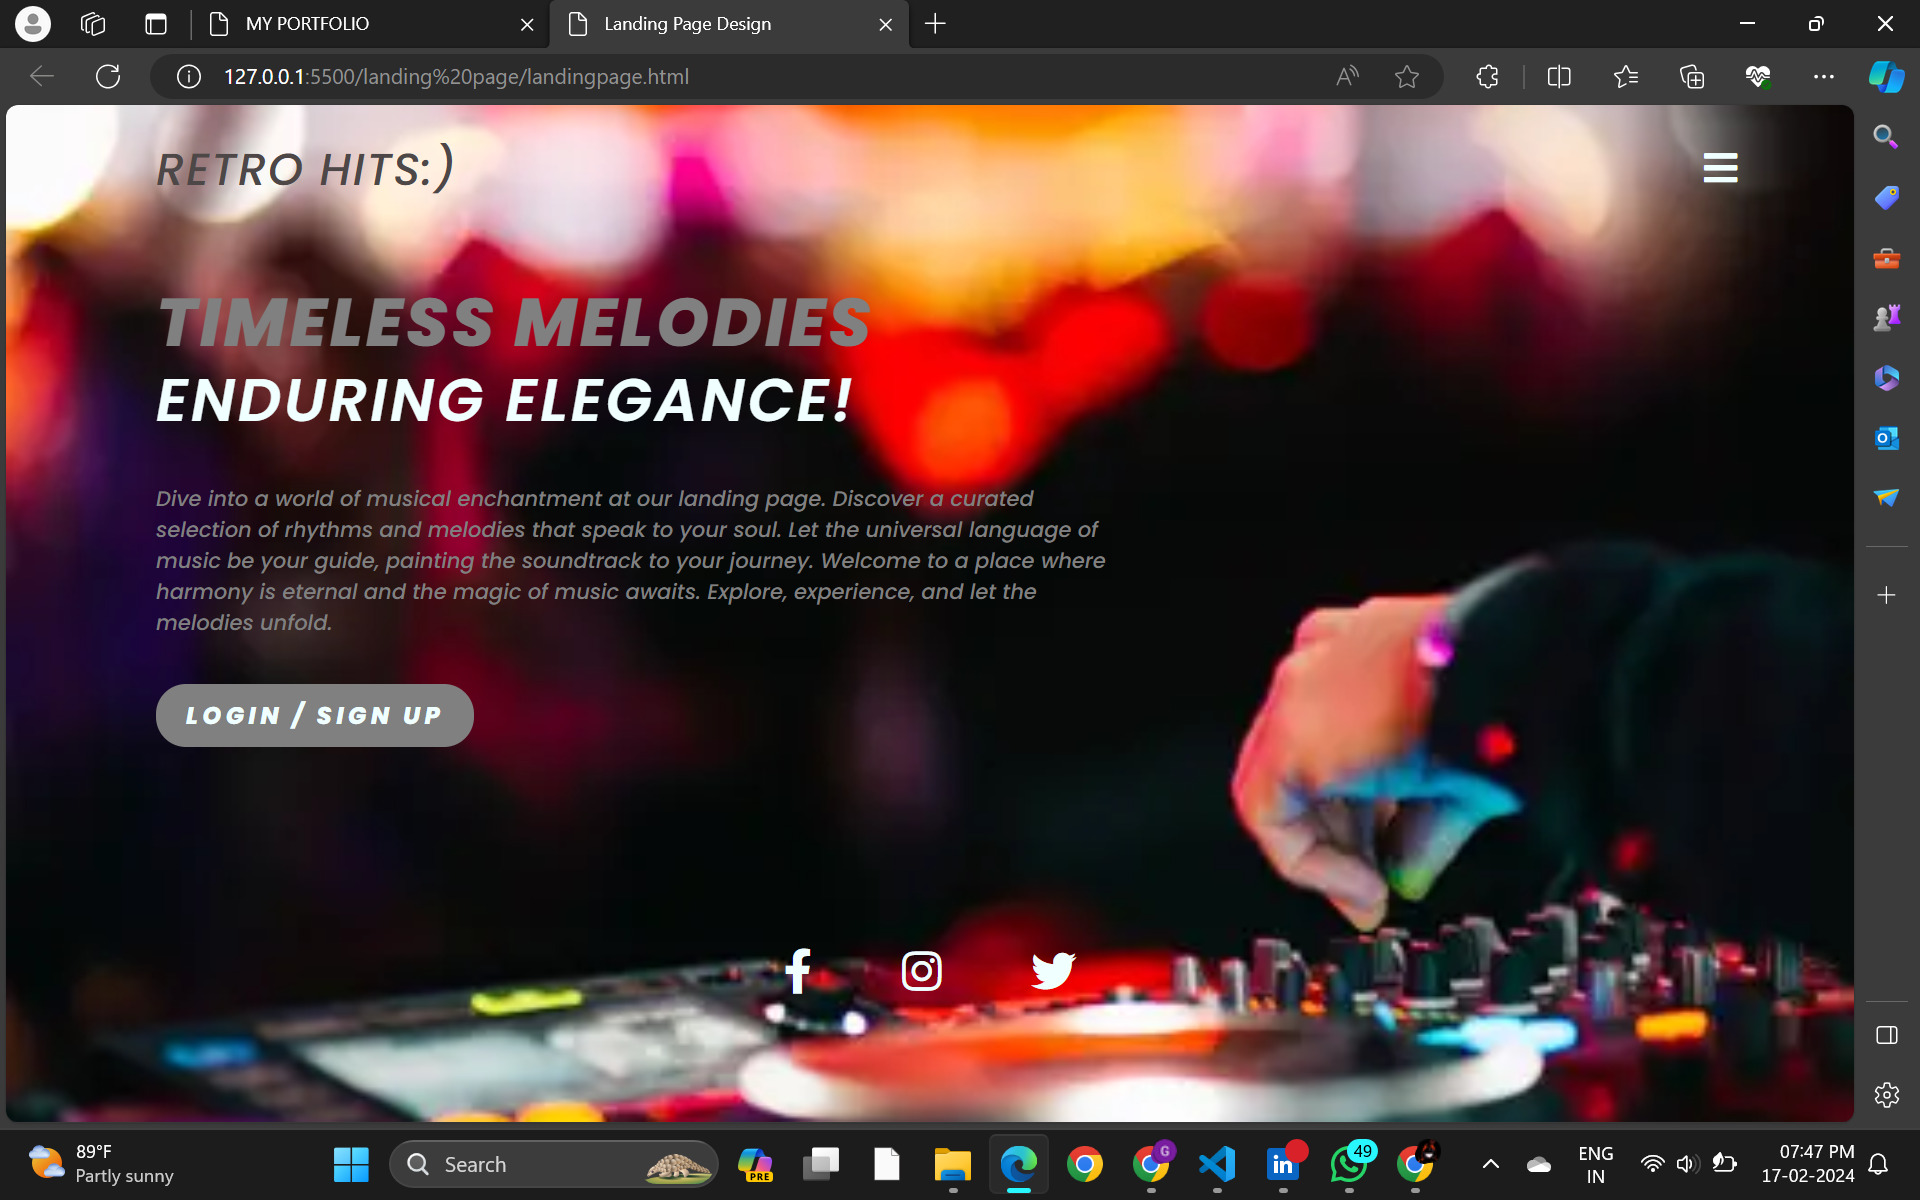 MY PORTFOLIO
Landing Page Design
127.0.0.1:5500/landing%20page/landingpage.html
RETRO HITS:)
TIMELESS MELODIES
ENDURING ELEGANCE!
Dive into a world of musical enchantment at our landing page. Discover a curated
selection of rhythms and melodies that speak to your soul. Let the universal language of
music be your guide, painting the soundtrack to your journey. Welcome to a place where
harmony is eternal and the magic of music awaits. Explore, experience, and let the
melodies unfold.
LOGIN / SIGN UP
89°F
Partly sunny
Search
PRE
G
in
49
ENG
IN
07:47 PM
17-02-2024